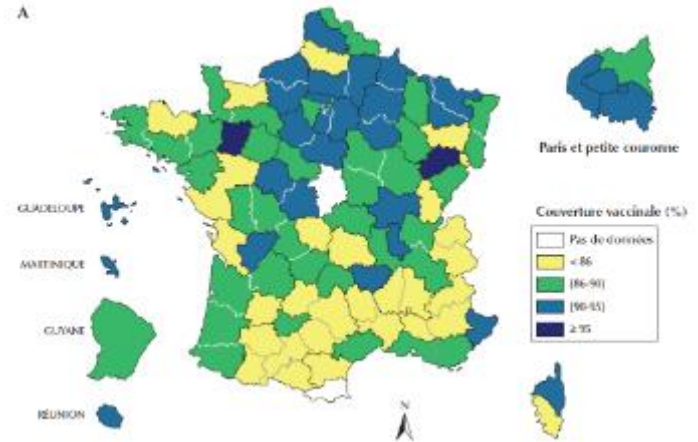 A
Paris et petite couronne
GUADELOUPE
MARTINIQUE
GUYANE
RÉUNION
Couverture vaccinale (%)
Pas de données
< 86
[86-90)
[90-95)
≥ 95
N